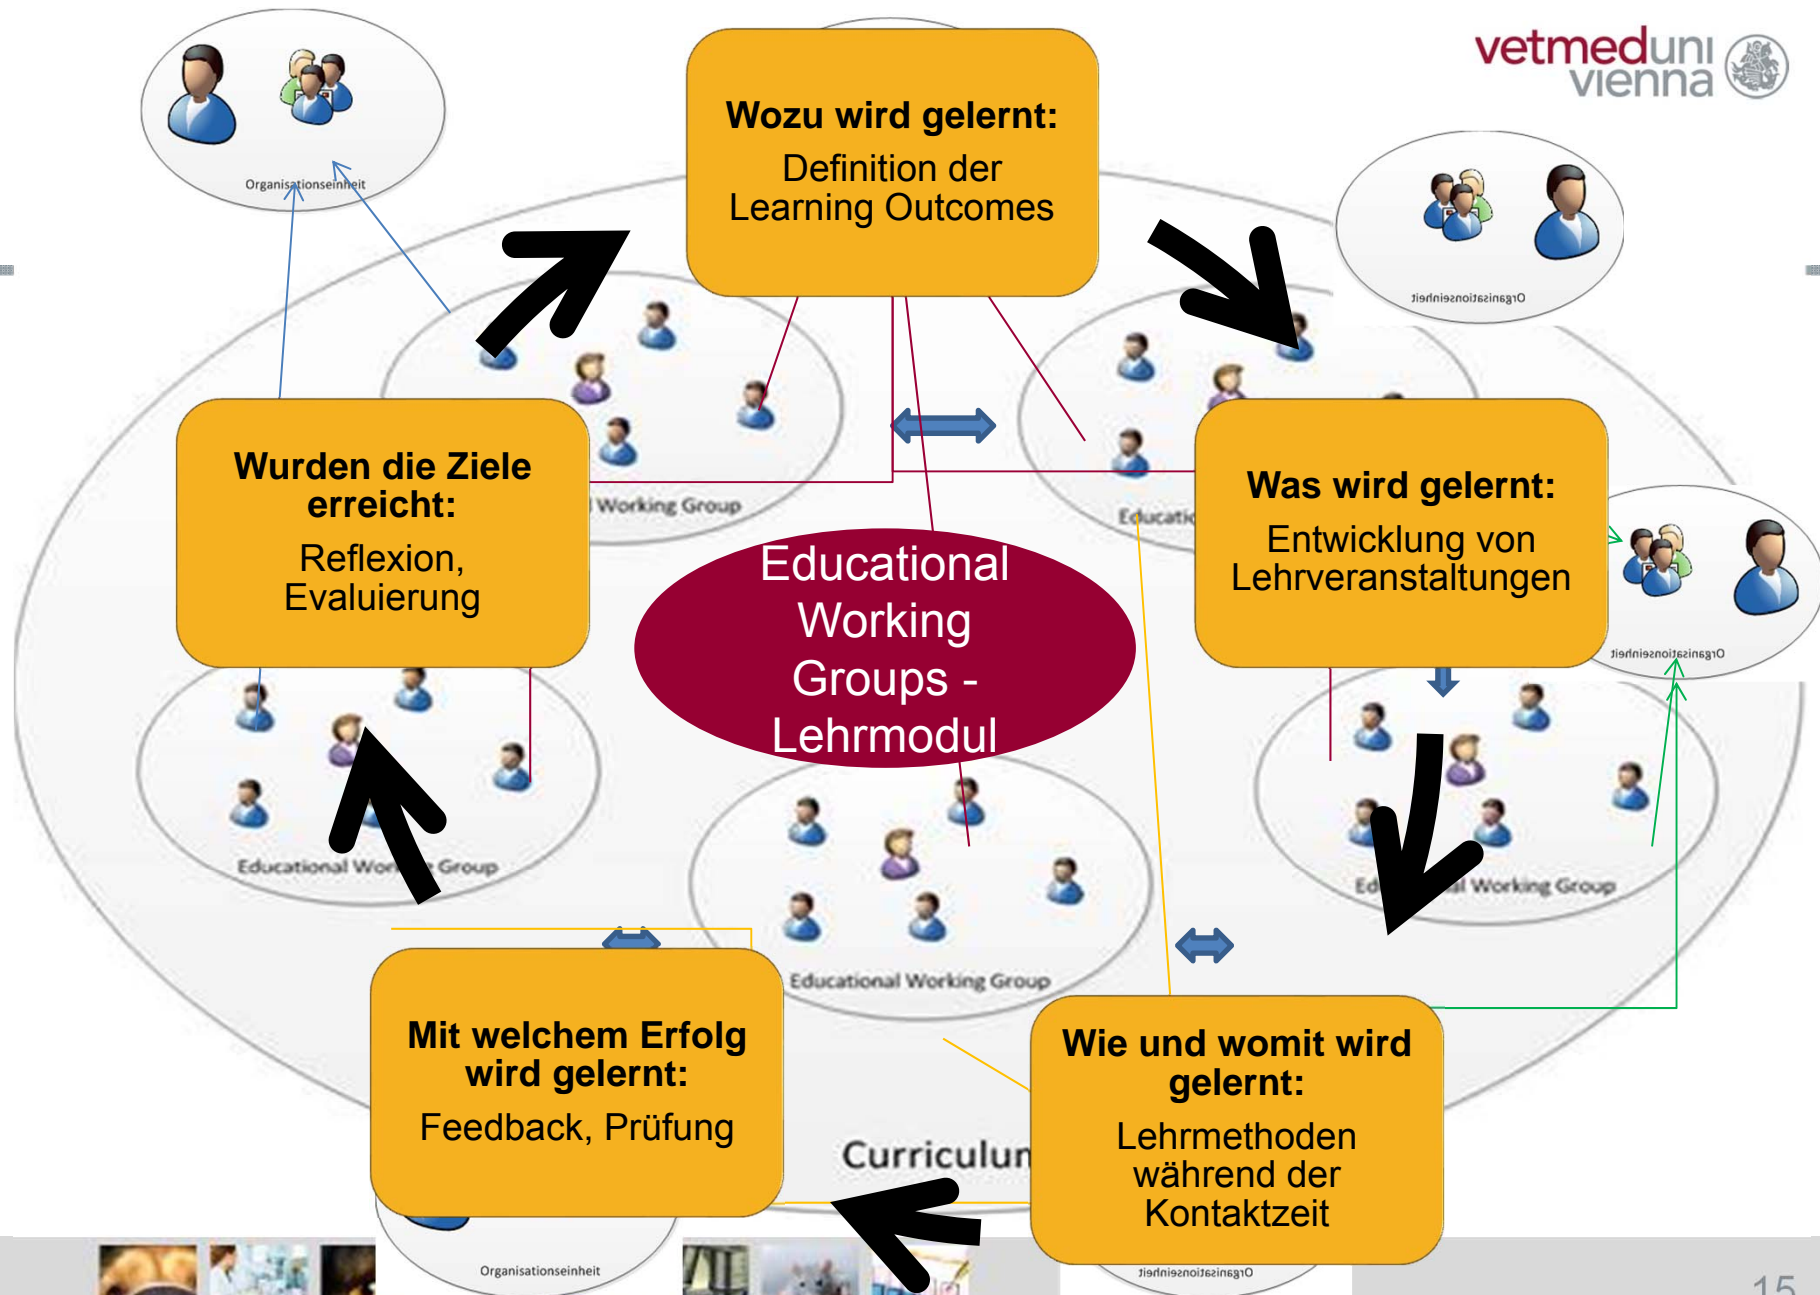 vetmeduni
vienna
Organisationseinheit
Wozu wird gelernt:
Definition der
Learning Outcomes
Organisationseinheit
Wurden die Ziele
erreicht:
Reflexion,
Evaluierung
Working Group
Was wird gelernt:
Entwicklung von
Lehrveranstaltungen
Organisationseinheit
Educational
Working
Groups -
Lehrmodul
Educational Working Group
Working Group
Educational Working Group
Mit welchem Erfolg
wird gelernt:
Feedback, Prüfung
Wie und womit wird
gelernt:
Lehrmethoden
während der
Kontaktzeit
Organisationseinheit
Organisationseinheit
15